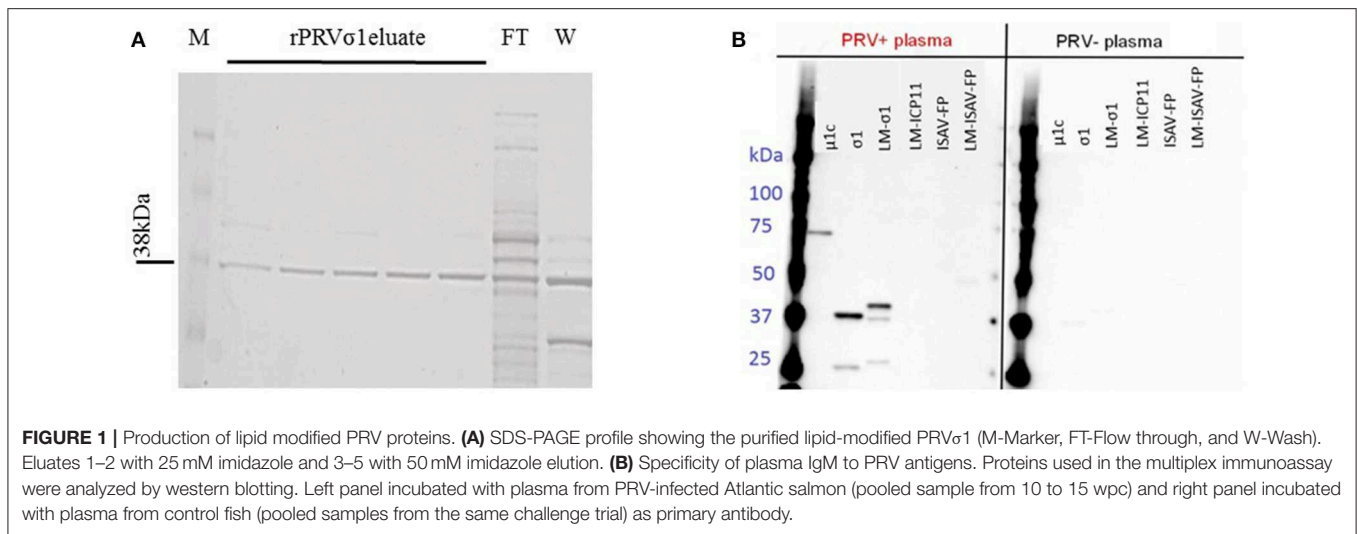 A M rPRVσ1eluate FT W
38kDa
B PRV+ plasma PRV- plasma
μ1c σ1 LM-σ1 LM-ICP11 ISAV-FP LM-ISAV-FP μ1c σ1 LM-σ1 LM-ICP11 ISAV-FP LM-ISAV-FP
kDa
100
75
50
37
25
FIGURE 1 | Production of lipid modified PRV proteins. (A) SDS-PAGE profile showing the purified lipid-modified PRVσ1 (M-Marker, FT-Flow through, and W-Wash).
Eluates 1–2 with 25 mM imidazole and 3–5 with 50 mM imidazole elution. (B) Specificity of plasma IgM to PRV antigens. Proteins used in the multiplex immunoassay
were analyzed by western blotting. Left panel incubated with plasma from PRV-infected Atlantic salmon (pooled sample from 10 to 15 wpc) and right panel incubated
with plasma from control fish (pooled samples from the same challenge trial) as primary antibody.